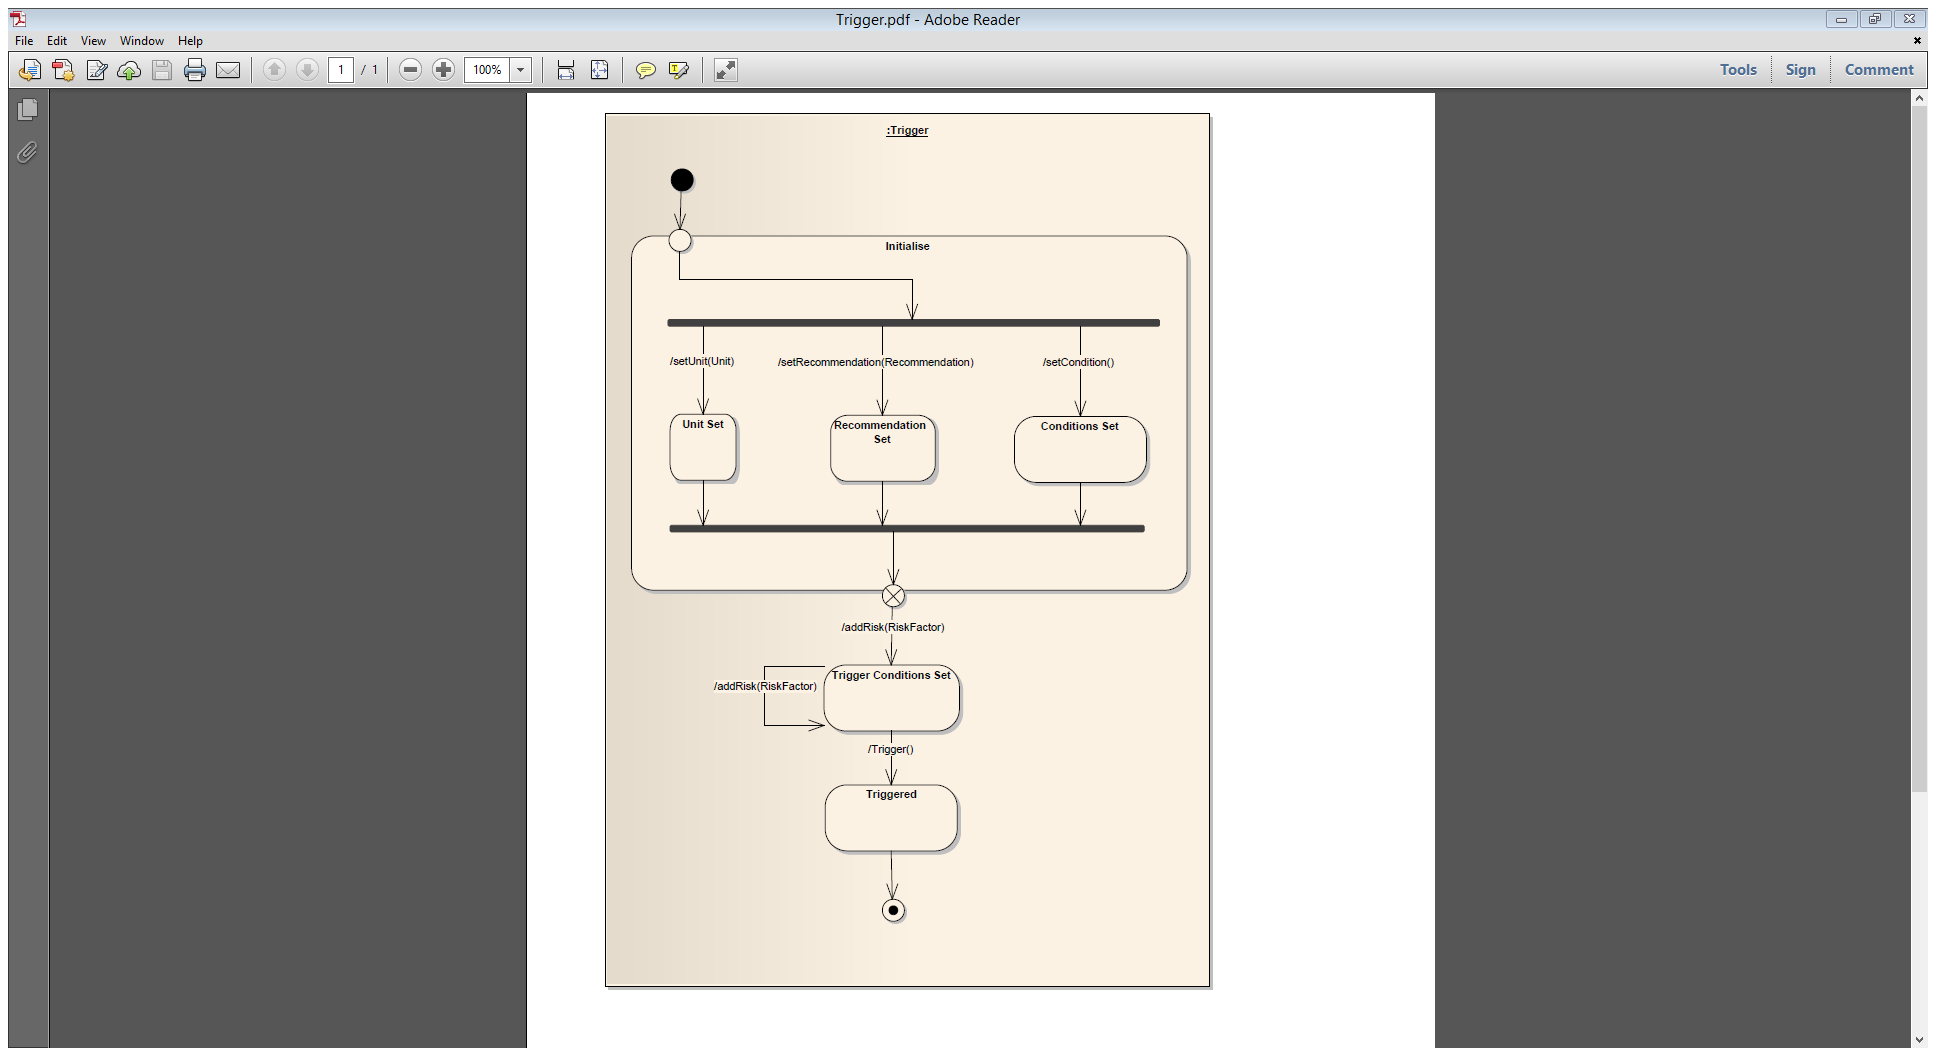 Trigger.pdf - Adobe Reader
File Edit View Window Help
1 / 1 100% Tools Sign Comment
:Trigger
Initialise
/setUnit(Unit) /setRecommendation(Recommendation) /setCondition()
Unit Set
Recommendation
Set
Conditions Set
/addRisk(RiskFactor)
Trigger Conditions Set
/addRisk(RiskFactor)
/Trigger()
Triggered